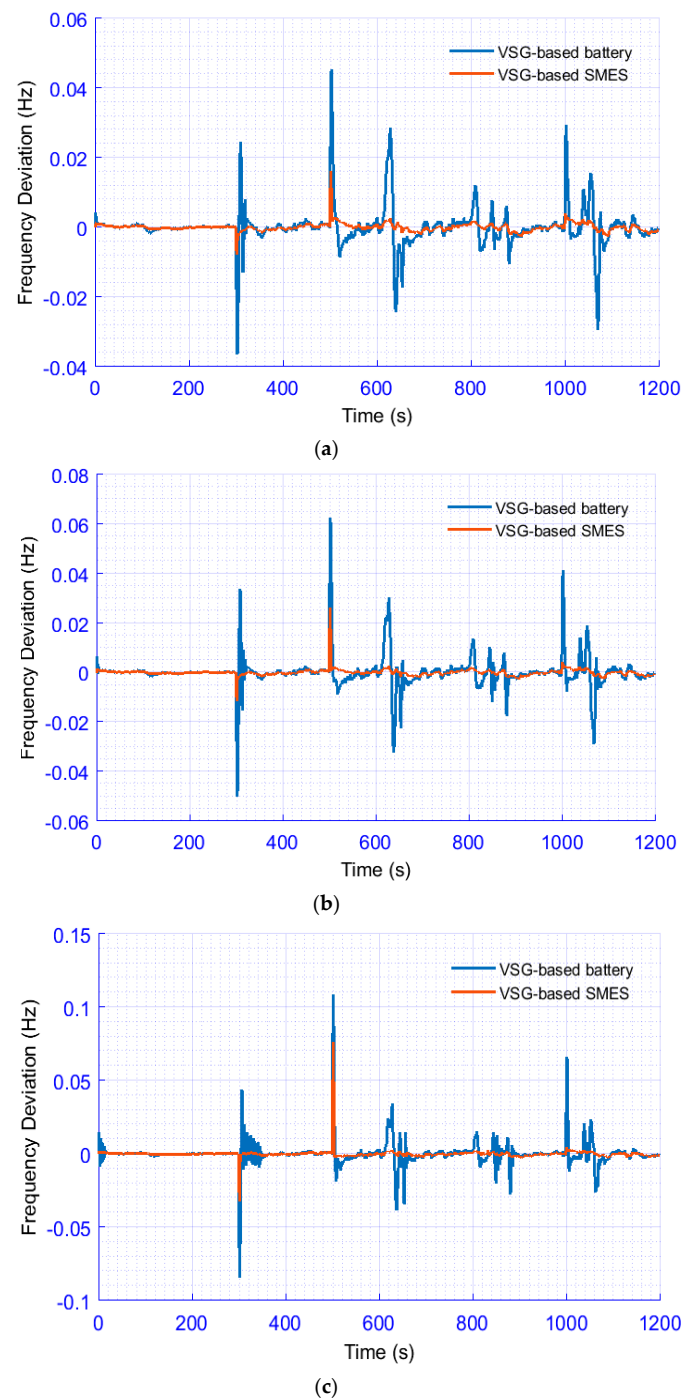 0.06
0.04
0.02
0
-0.02
-0.04
Frequency Deviation (Hz)
VSG-based battery
VSG-based SMES
0 200 400 600 800 1000 1200
Time (s)
(a)
0.08
0.06
0.04
0.02
0
-0.02
-0.04
-0.06
Frequency Deviation (Hz)
VSG-based battery
VSG-based SMES
0 200 400 600 800 1000 1200
Time (s)
(b)
0.15
0.1
0.05
0
-0.05
-0.1
Frequency Deviation (Hz)
VSG-based battery
VSG-based SMES
0 200 400 600 800 1000 1200
Time (s)
(c)